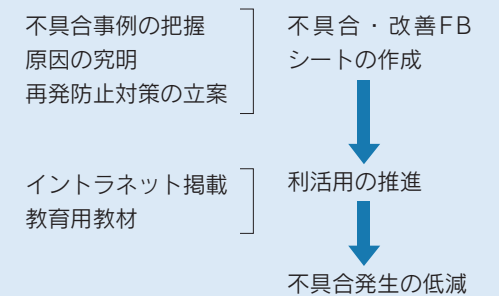 不具合事例の把握
原因の究明
再発防止対策の立案
不具合・改善FB
シートの作成
イントラネット掲載
教育用教材
利活用の推進
不具合発生の低減